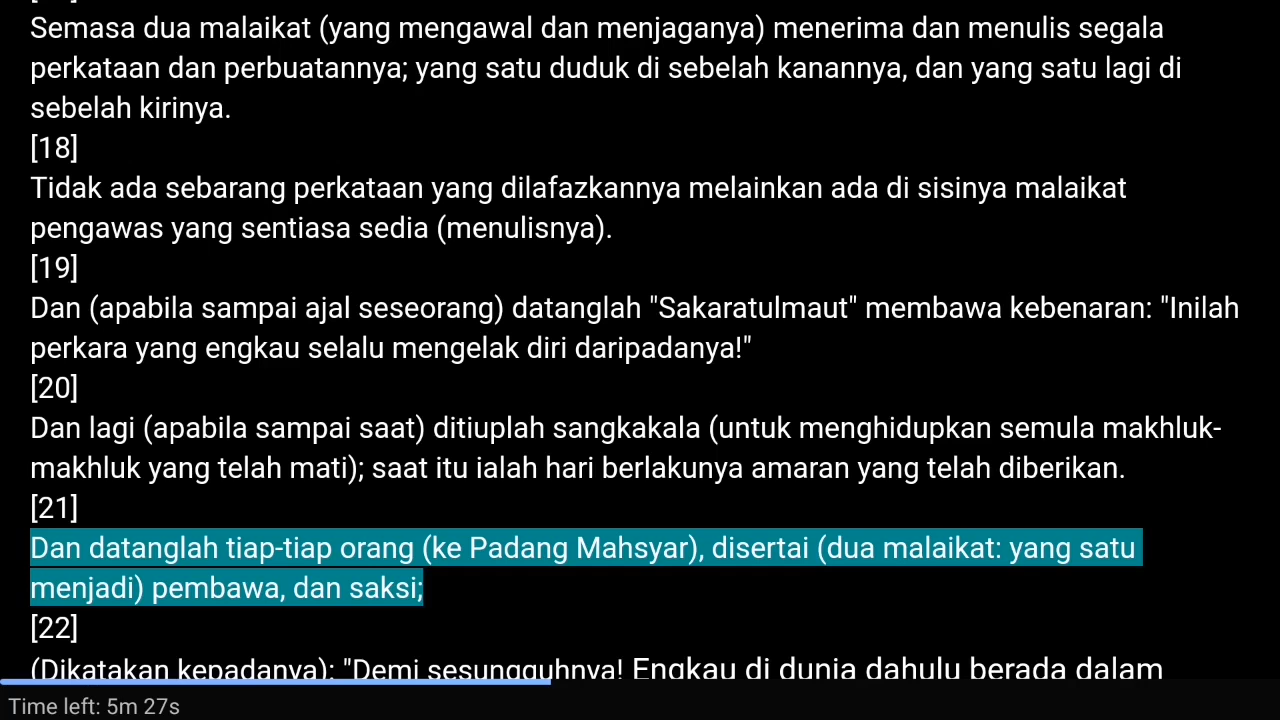 Semasa dua malaikat (yang mengawal dan menjaganya) menerima dan menulis segala
perkataan dan perbuatannya; yang satu duduk di sebelah kanannya, dan yang satu lagi di
sebelah kirinya.
[18]
Tidak ada sebarang perkataan yang dilafazkannya melainkan ada di sisinya malaikat
pengawas yang sentiasa sedia (menulisnya).
[19]
Dan (apabila sampai ajal seseorang) datanglah "Sakaratulmaut" membawa kebenaran: "Inilah
perkara yang engkau selalu mengelak diri daripadanya!"
[20]
Dan lagi (apabila sampai saat) ditiuplah sangkakala (untuk menghidupkan semula makhluk-
makhluk yang telah mati); saat itu ialah hari berlakunya amaran yang telah diberikan.
[21]
Dan datanglah tiap-tiap orang (ke Padang Mahsyar), disertai (dua malaikat: yang satu
menjadi) pembawa, dan saksi;
[22]
(Dikatakan kepadanya): "Demi sesungguhnya! Engkau di dunia dahulu berada dalam
Time left: 5m 27s